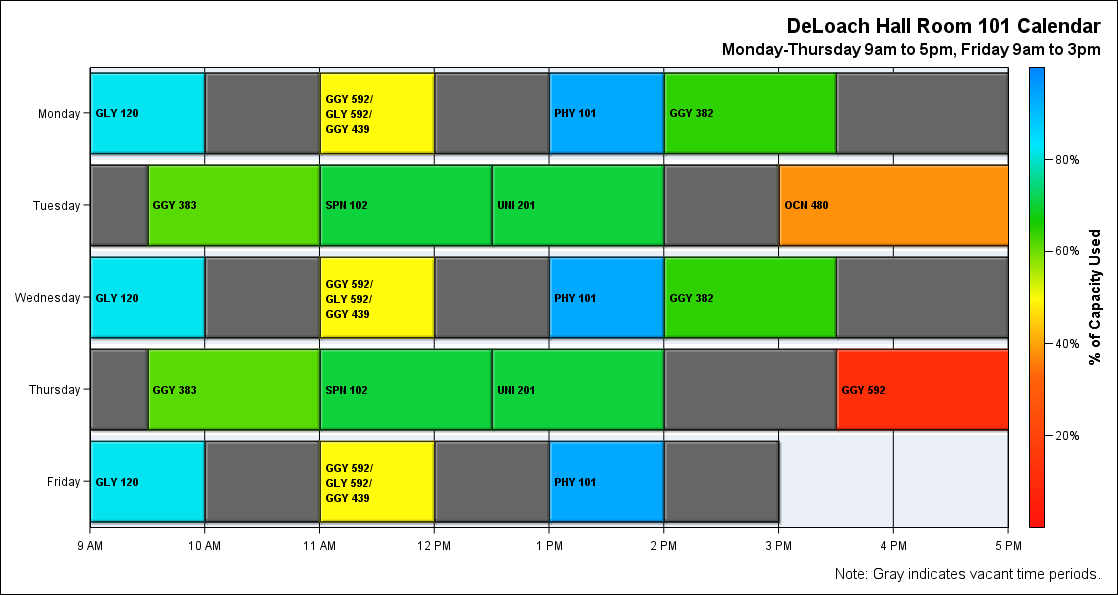 DeLoach Hall Room 101 Calendar
Monday-Thursday 9am to 5pm, Friday 9am to 3pm
Monday
GLY 120
GGY 592/
GLY 592/
GGY 439
PHY 101
GGY 382
Tuesday
GGY 383
SPN 102
UNI 201
OCN 480
Wednesday
GLY 120
GGY 592/
GLY 592/
GGY 439
PHY 101
GGY 382
Thursday
GGY 383
SPN 102
UNI 201
GGY 592
Friday
GLY 120
GGY 592/
GLY 592/
GGY 439
PHY 101
9 AM
10 AM
11 AM
12 PM
1 PM
2 PM
3 PM
4 PM
5 PM
80%
60%
40%
20%
% of Capacity Used
Note: Gray indicates vacant time periods.